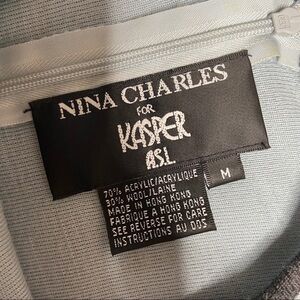 NINA CHARLES
FOR
KASPER
A.S.L.
70% ACRYLIC/ACRYLIQUE
30% WOOL/LAINE
MADE IN HONG KONG
FABRIQUE A HONG KONG
SEE REVERSE FOR CARE
INSTRUCTIONS AU DOS
M